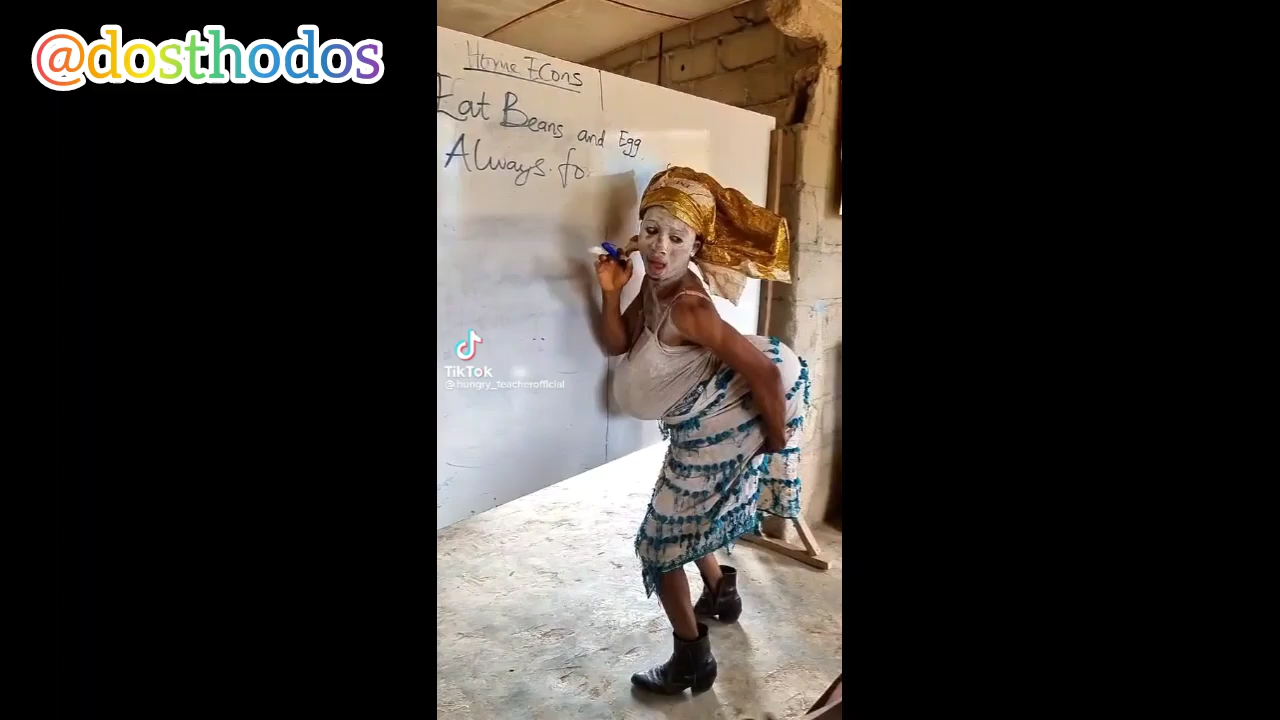 @dosthodos
Home Econs
Eat Beans and Egg
Always. fo
TikTok
@hungry_teacherofficial